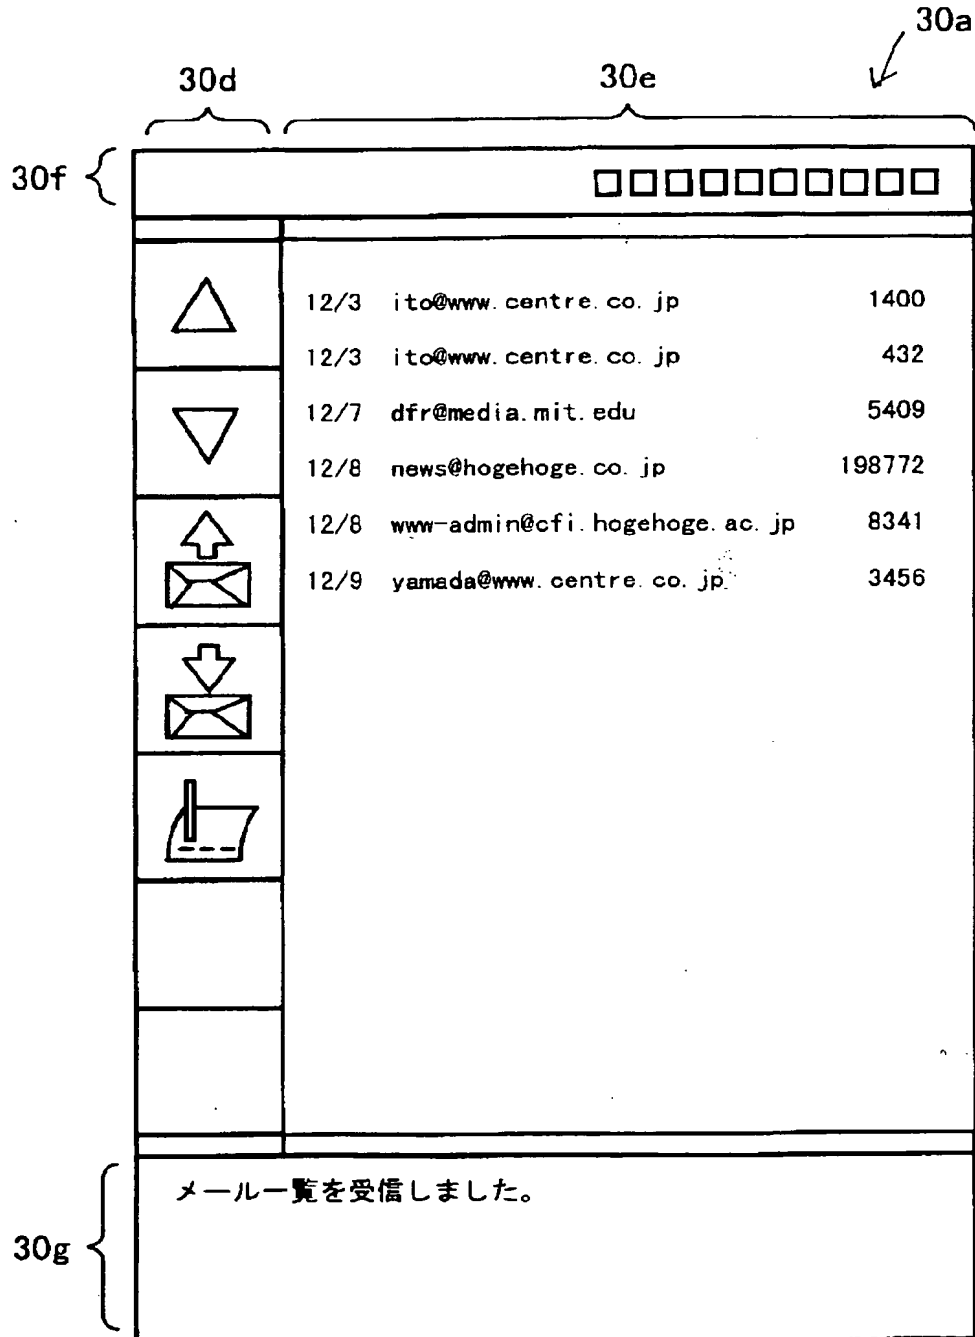 30a
30d 30e
30f
□□□□□□□□□□
12/3 ito@www.centre.co.jp 1400
12/3 ito@www.centre.co.jp 432
12/7 dfr@media.mit.edu 5409
12/8 news@hogehoge.co.jp 198772
12/8 www-admin@cfi.hogehoge.ac.jp 8341
12/9 yamada@www.centre.co.jp 3456
メール一覧を受信しました。
30g